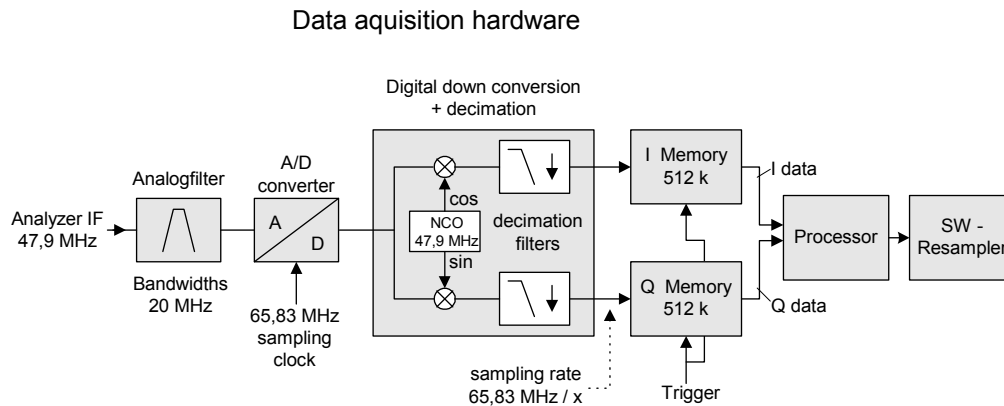 Data aquisition hardware
Digital down conversion
+ decimation
Analyzer IF
47,9 MHz
Analogfilter
Bandwidths
20 MHz
A/D
converter
A
D
65,83 MHz
sampling
clock
cos
NCO
47,9 MHz
sin
decimation
filters
sampling rate
65,83 MHz / x
I Memory
512 k
Q Memory
512 k
Trigger
I data
Q data
Processor
SW -
Resampler